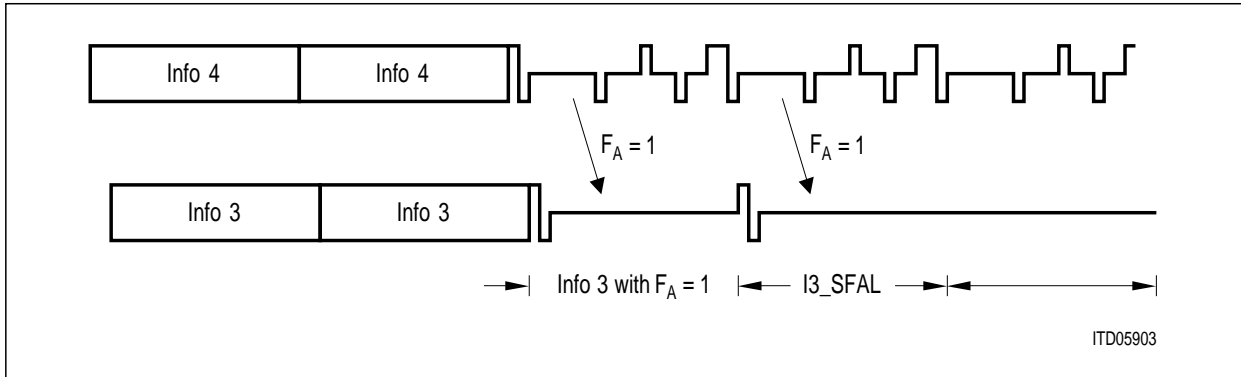 Info 4 Info 4
F_A = 1 F_A = 1
Info 3 Info 3
Info 3 with F_A = 1 I3_SFAL
ITD05903